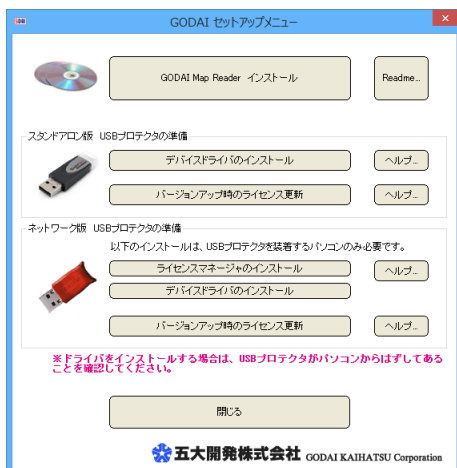 GODAI セットアップメニュー
GODAI Map Reader インストール
Readme...
スタンドアロン版 USBプロテクタの準備
デバイスドライバのインストール
ヘルプ...
バージョンアップ時のライセンス更新
ヘルプ...
ネットワーク版 USBプロテクタの準備
以下のインストールは、USBプロテクタを装着するパソコンのみ必要です。
ライセンスマネージャのインストール
ヘルプ...
デバイスドライバのインストール
バージョンアップ時のライセンス更新
ヘルプ...
※ドライバをインストールする場合は、USBプロテクタがパソコンからはずしてある
ことを確認してください。
閉じる
五大開発株式会社 GODAI KAIHATSU Corporation